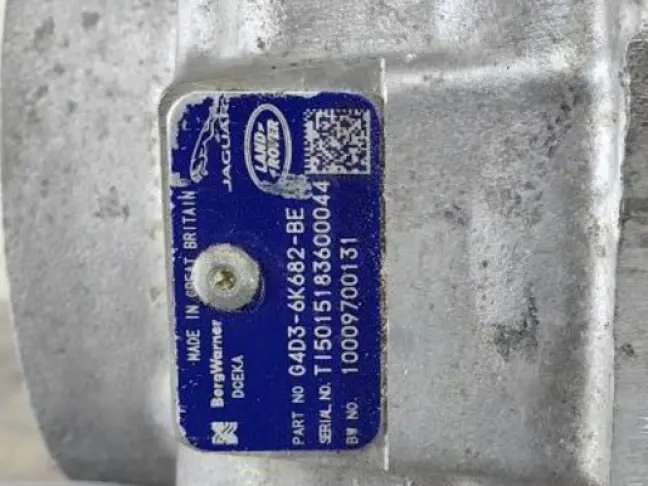 MADE IN GREAT BRITAIN
JAGUAR
LAND-
ROVER
BorgWarner
DCEKA
PART NO G4D3-6K682-BE
SERIAL NO. TI5015183600044
BW NO. 10009700131